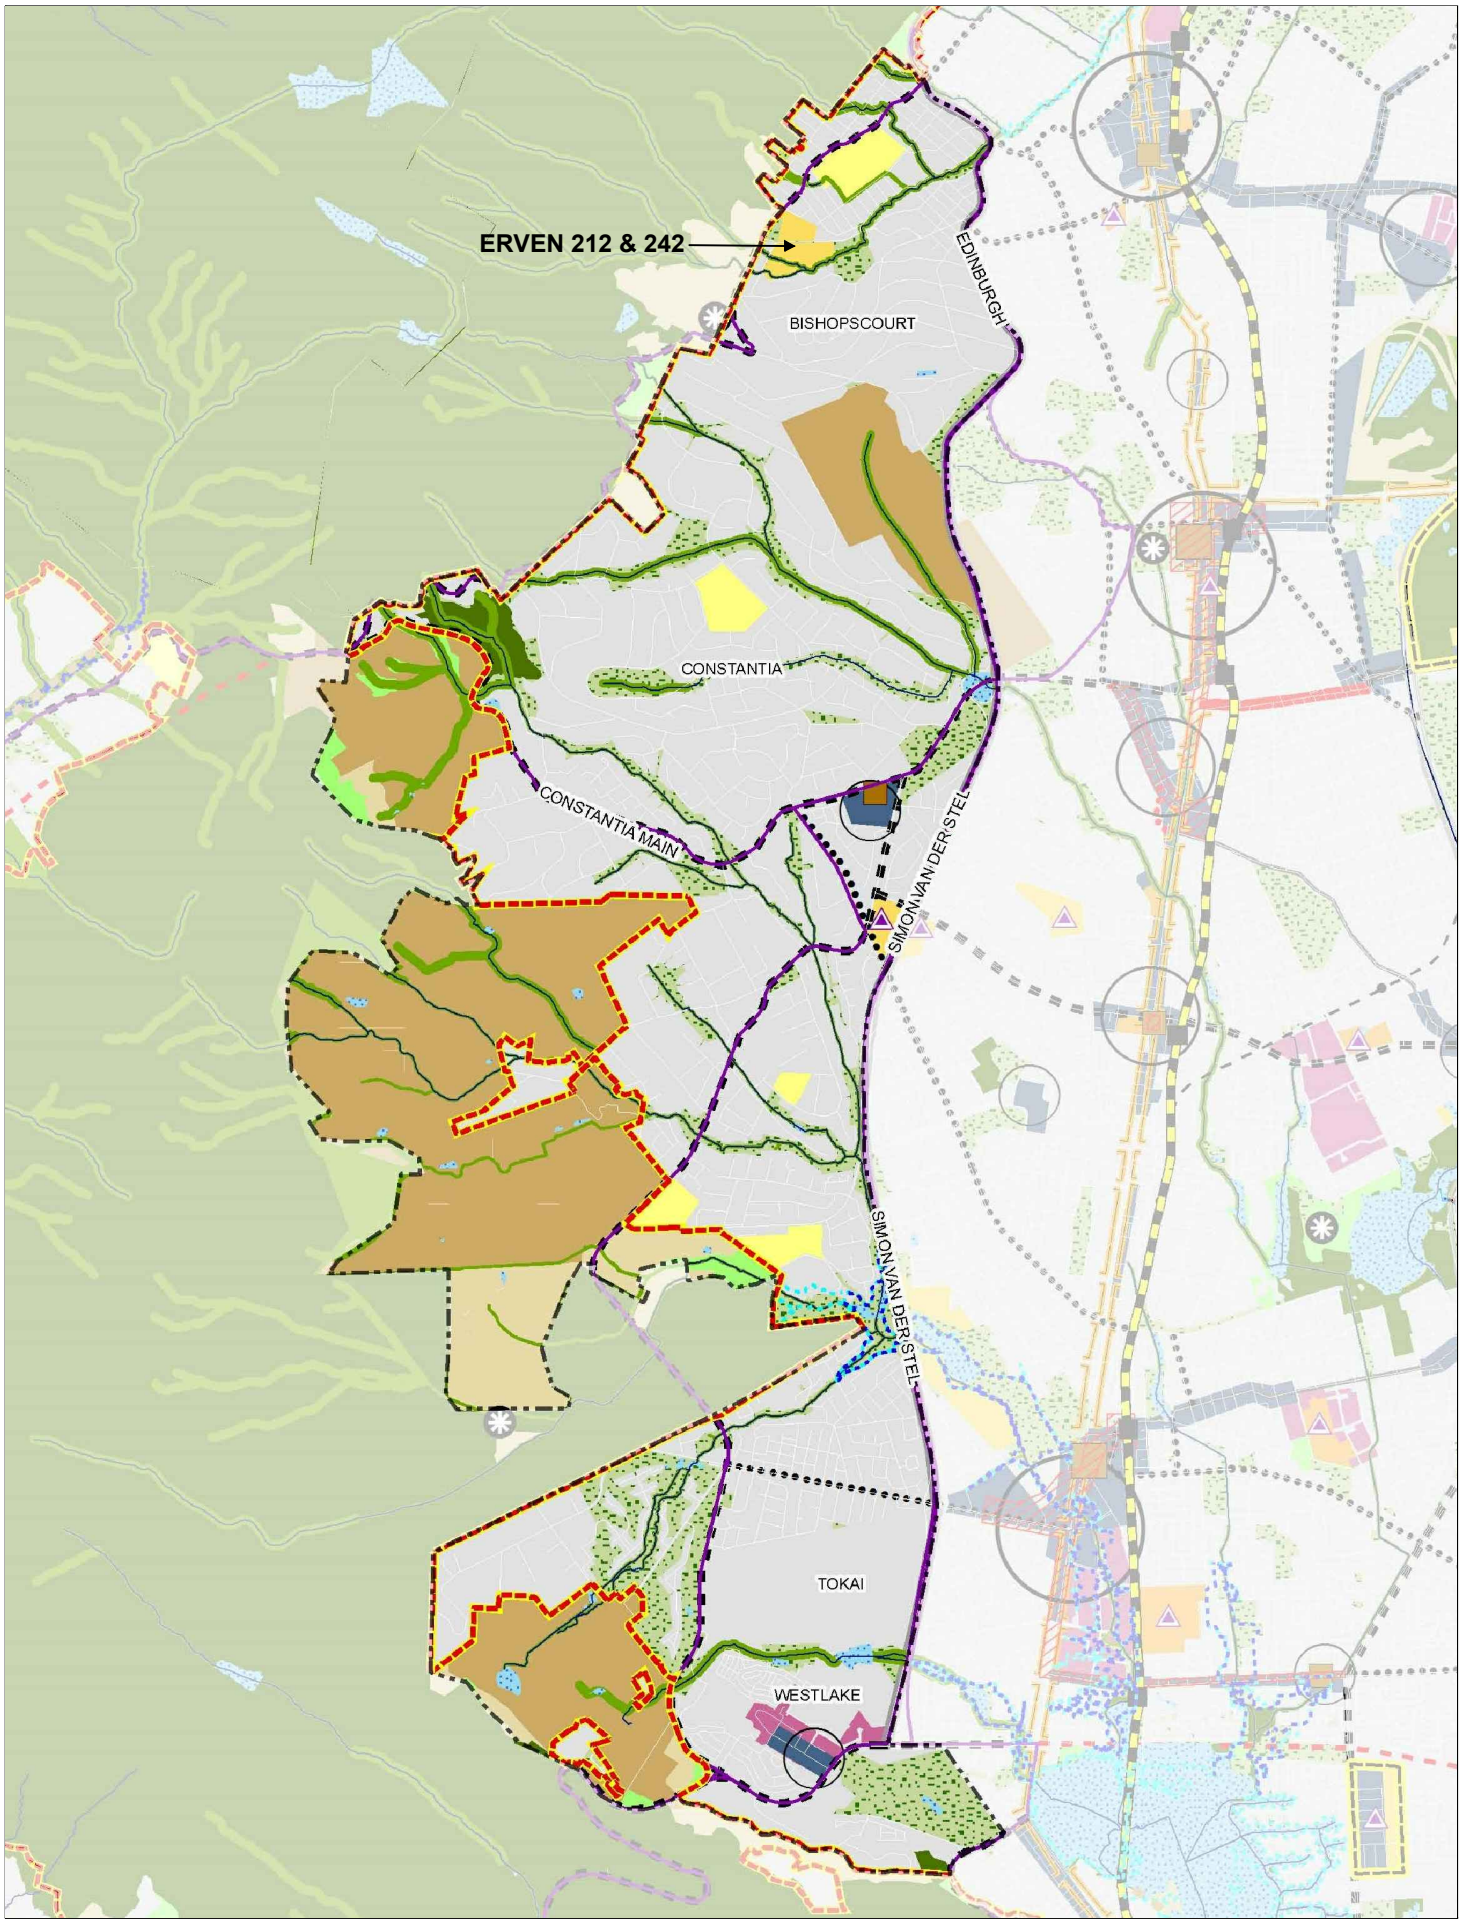 ERVEN 212 & 242
EDINBURGH
BISHOPSCOURT
CONSTANTIA
CONSTANTIA MAIN
SIMON VAN DER STEL
SIMON VAN DER STEL
TOKAI
WESTLAKE